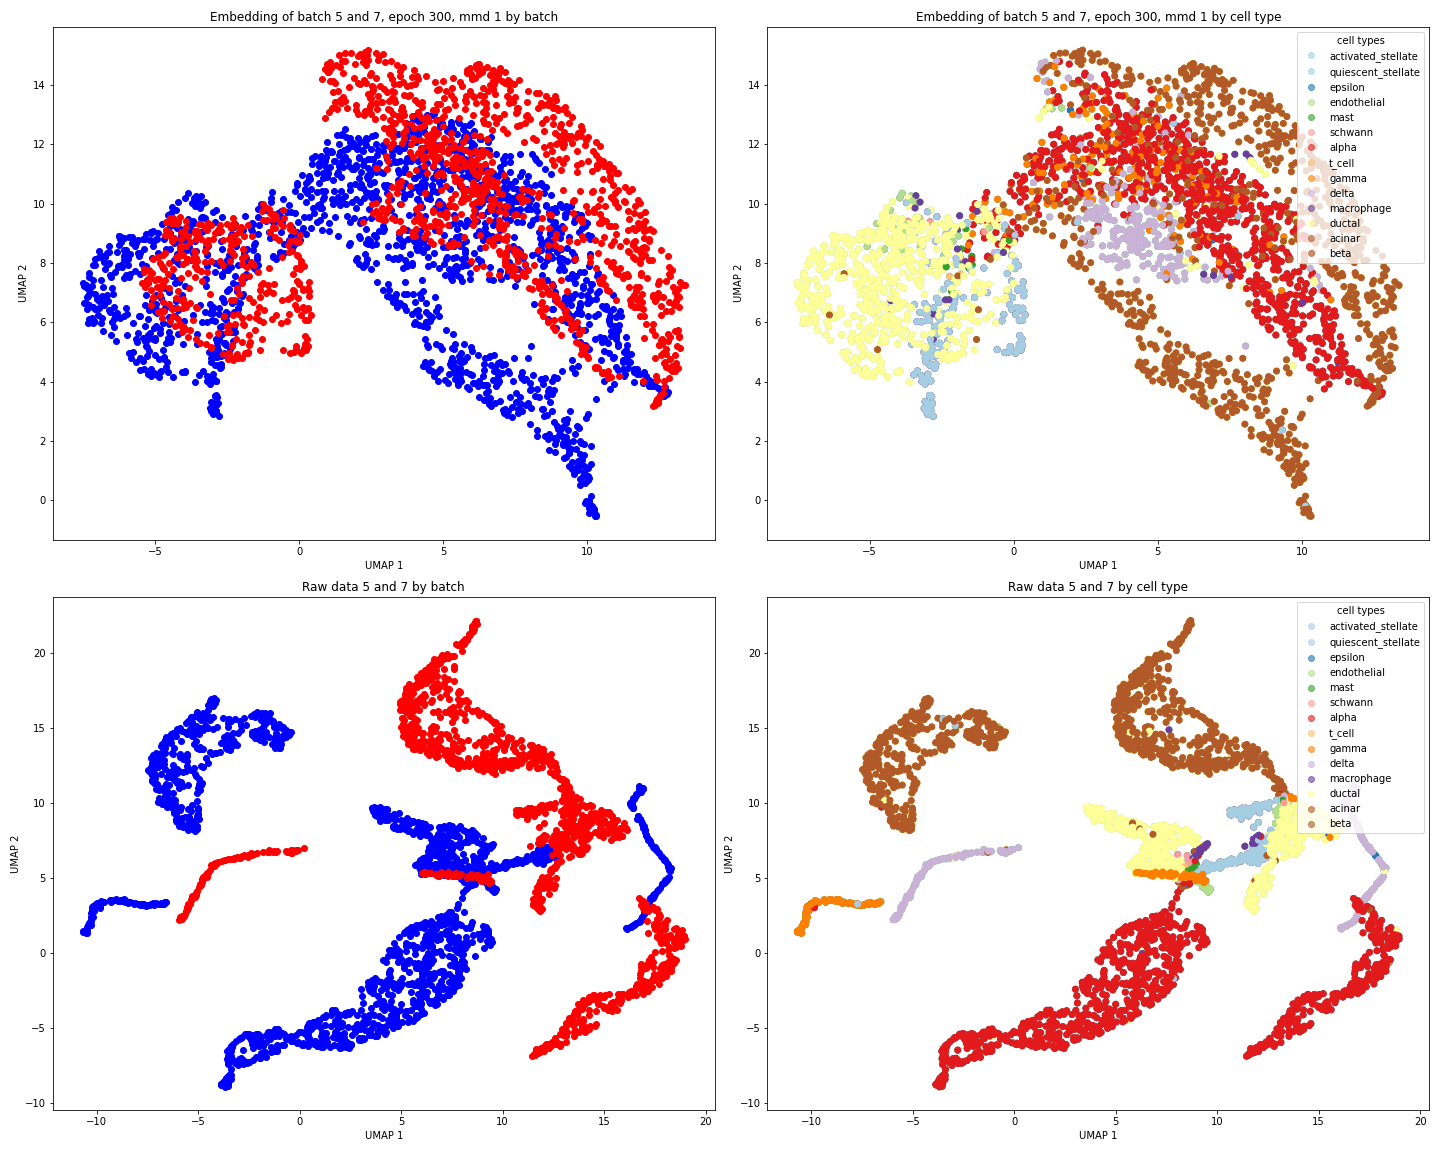 Embedding of batch 5 and 7, epoch 300, mmd 1 by batch
UMAP 2
14
12
10
8
6
4
2
0
−5
0
5
10
UMAP 1
Embedding of batch 5 and 7, epoch 300, mmd 1 by cell type
UMAP 2
14
12
10
8
6
4
2
0
−5
0
5
10
UMAP 1
cell types
activated_stellate
quiescent_stellate
epsilon
endothelial
mast
schwann
alpha
t_cell
gamma
delta
macrophage
ductal
acinar
beta
Raw data 5 and 7 by batch
UMAP 2
20
15
10
5
0
−5
−10
−10
−5
0
5
10
15
20
UMAP 1
Raw data 5 and 7 by cell type
UMAP 2
20
15
10
5
0
−5
−10
−10
−5
0
5
10
15
20
UMAP 1
cell types
activated_stellate
quiescent_stellate
epsilon
endothelial
mast
schwann
alpha
t_cell
gamma
delta
macrophage
ductal
acinar
beta